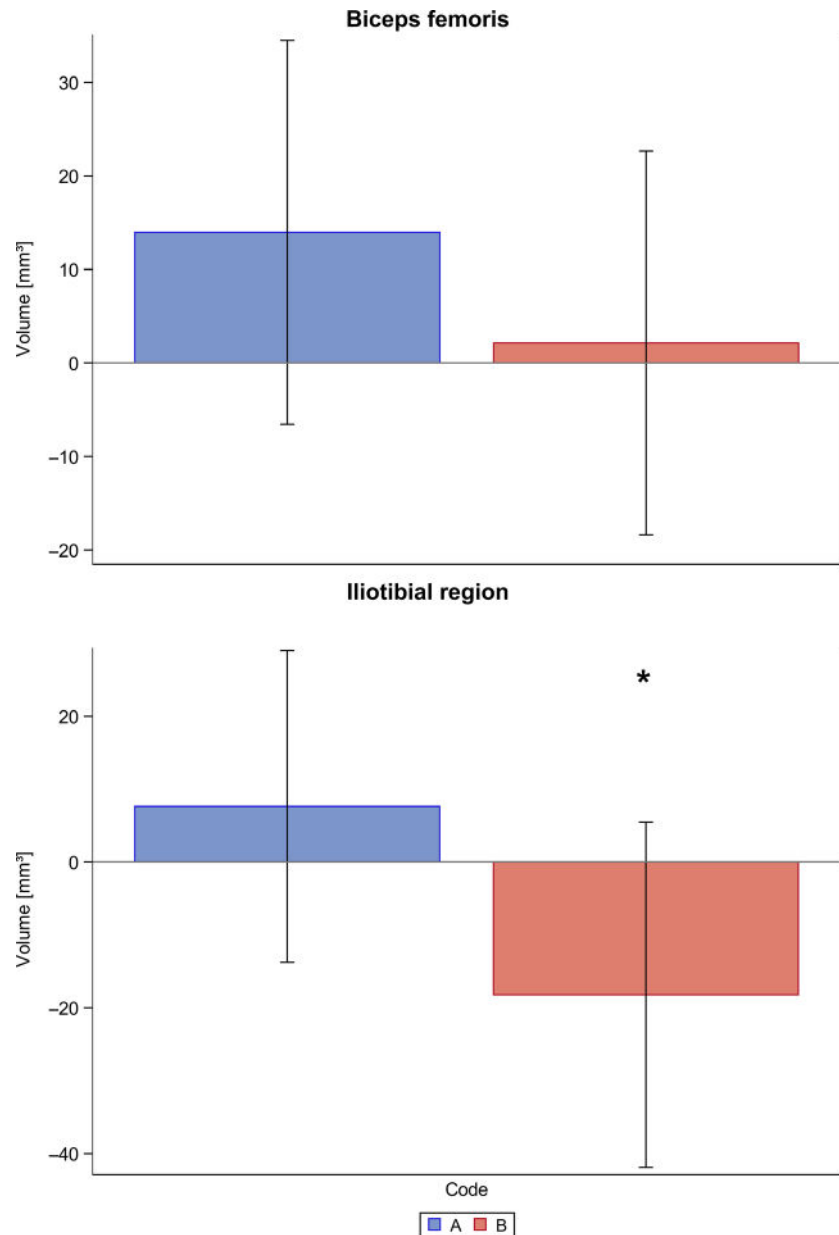 Biceps femoris
Volume [mm³]
30
20
10
0
–10
–20
Iliotibial region
*
Volume [mm³]
20
0
–20
–40
Code
A B